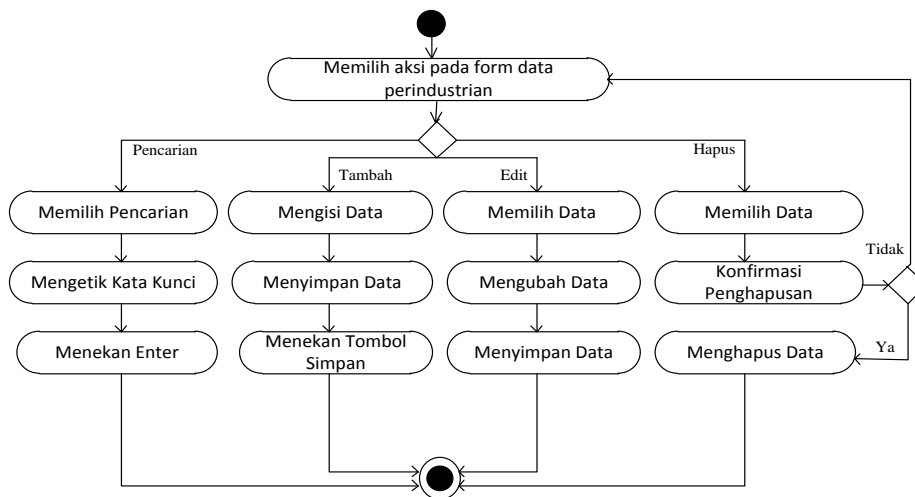 Memilih aksi pada form data
perindustrian
Pencarian
Hapus
Tambah
Edit
Memilih Pencarian
Mengisi Data
Memilih Data
Memilih Data
Tidak
Mengetik Kata Kunci
Menyimpan Data
Mengubah Data
Konfirmasi
Penghapusan
Menekan Enter
Menekan Tombol
Simpan
Menyimpan Data
Menghapus Data
Ya